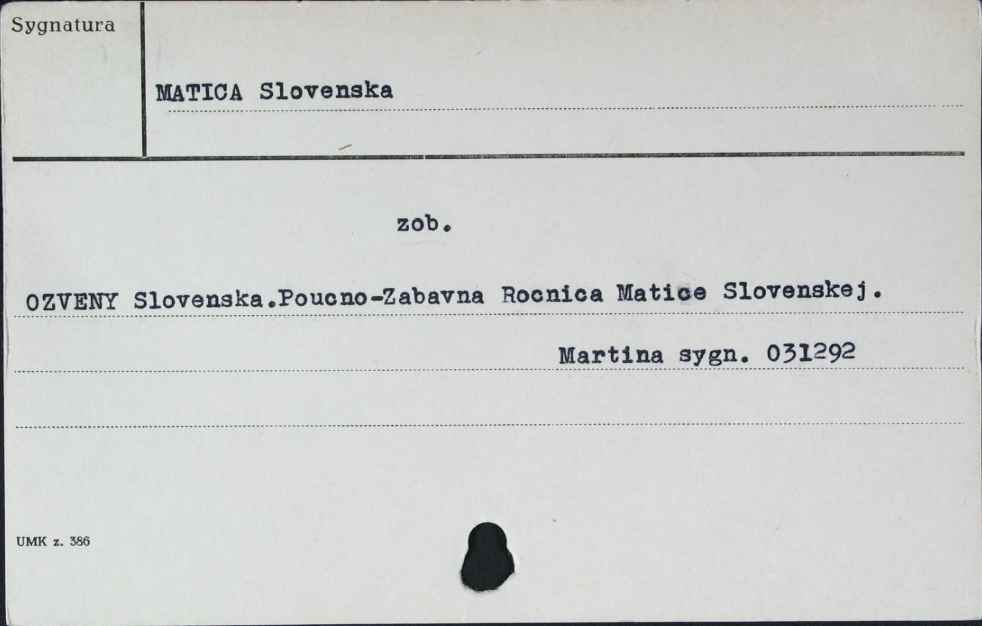 Sygnatura
MATICA Slovenska
zob.
OZVENY Slovenska.Poucno-Zabavna Rocnica Matice Slovenskej.
Martina sygn. 031292
UMK z. 386